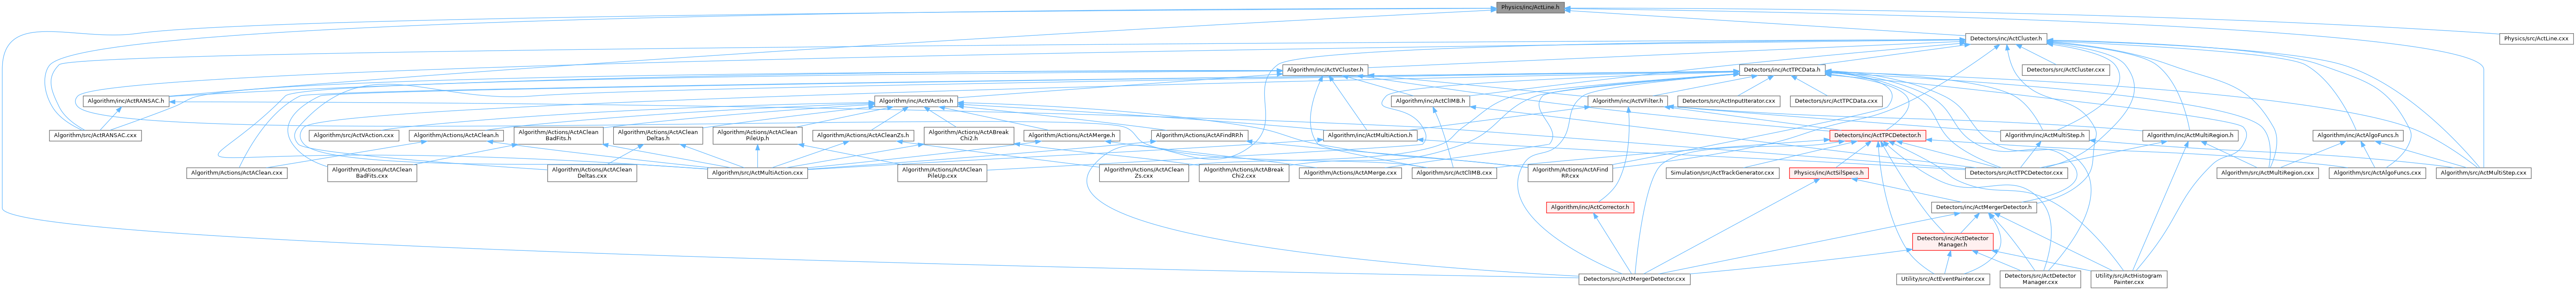 Physics/inc/ActLine.h
Detectors/inc/ActCluster.h
Physics/src/ActLine.cxx
Algorithm/inc/ActVCluster.h
Detectors/inc/ActTPCData.h
Detectors/src/ActCluster.cxx
Algorithm/inc/ActRANSAC.h
Algorithm/inc/ActVAction.h
Algorithm/inc/ActClIMB.h
Algorithm/inc/ActVFilter.h
Detectors/src/ActInputIterator.cxx
Detectors/src/ActTPCData.cxx
Algorithm/src/ActRANSAC.cxx
Algorithm/src/ActVAction.cxx
Algorithm/Actions/ActAClean.h
Algorithm/Actions/ActAClean
BadFits.h
Algorithm/Actions/ActAClean
Deltas.h
Algorithm/Actions/ActAClean
PileUp.h
Algorithm/Actions/ActACleanZs.h
Algorithm/Actions/ActABreak
Chi2.h
Algorithm/Actions/ActAMerge.h
Algorithm/Actions/ActAFindRP.h
Algorithm/inc/ActMultiAction.h
Detectors/inc/ActTPCDetector.h
Algorithm/inc/ActMultiStep.h
Algorithm/inc/ActMultiRegion.h
Algorithm/inc/ActAlgoFuncs.h
Algorithm/Actions/ActAClean.cxx
Algorithm/Actions/ActAClean
BadFits.cxx
Algorithm/Actions/ActAClean
Deltas.cxx
Algorithm/src/ActMultiAction.cxx
Algorithm/Actions/ActAClean
PileUp.cxx
Algorithm/Actions/ActAClean
Zs.cxx
Algorithm/Actions/ActABreak
Chi2.cxx
Algorithm/Actions/ActAMerge.cxx
Algorithm/src/ActClIMB.cxx
Algorithm/Actions/ActAFind
RP.cxx
Simulation/src/ActTrackGenerator.cxx
Physics/inc/ActSilSpecs.h
Detectors/src/ActTPCDetector.cxx
Algorithm/src/ActMultiRegion.cxx
Algorithm/src/ActAlgoFuncs.cxx
Algorithm/src/ActMultiStep.cxx
Algorithm/inc/ActCorrector.h
Detectors/inc/ActMergerDetector.h
Detectors/inc/ActDetector
Manager.h
Detectors/src/ActMergerDetector.cxx
Utility/src/ActEventPainter.cxx
Detectors/src/ActDetector
Manager.cxx
Utility/src/ActHistogram
Painter.cxx